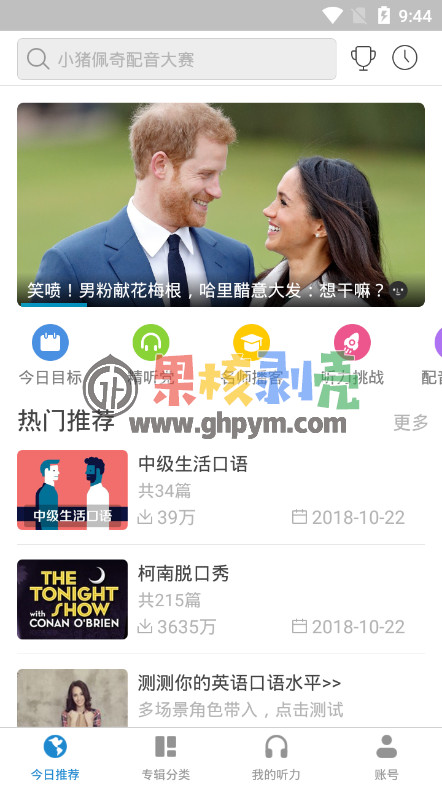 9:44
小猪佩奇配音大赛
笑喷！男粉献花梅根，哈里醋意大发：想干嘛？
今日目标
精听党
名师播客
听力挑战
配音
果核剥壳
www.ghpym.com
热门推荐
更多
中级生活口语
中级生活口语
共34篇
39万
2018-10-22
THE TONIGHT SHOW
with
CONAN O'BRIEN
柯南脱口秀
共215篇
3635万
2018-10-22
测测你的英语口语水平>>
多场景角色带入，点击测试
今日推荐
专辑分类
我的听力
账号